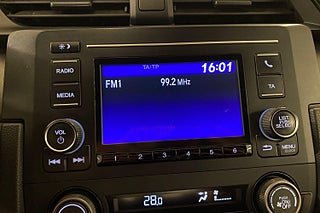 TA/TP 16:01
FM1 99.2 MHz
RADIO
MEDIA
VOL
TA
LIST
SELECT
MENU
1 2 3 4 5 6
28.0